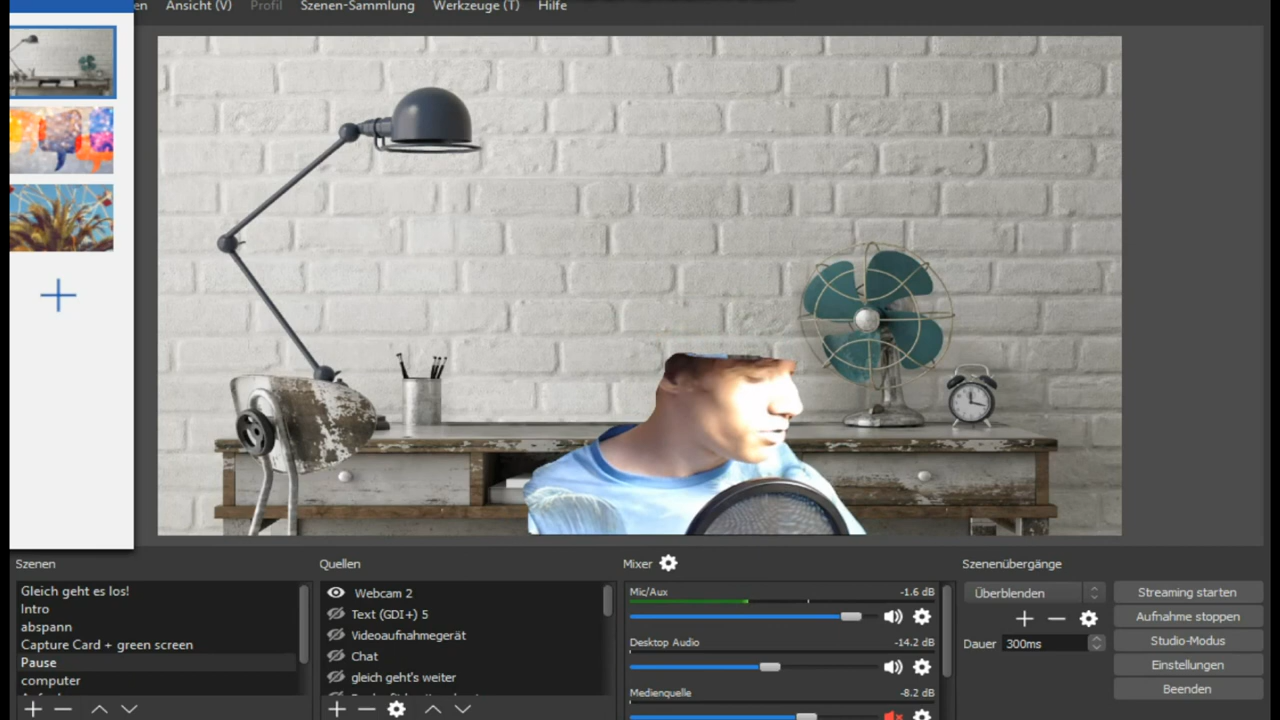 en Ansicht (V) Profil Szenen-Sammlung Werkzeuge (T) Hilfe
Szenen
Gleich geht es los!
Intro
abspann
Capture Card + green screen
Pause
computer
Quellen
Webcam 2
Text (GDI+) 5
Videoaufnahmegerät
Chat
gleich geht's weiter
Mixer
Mic/Aux -1.6 dB
Desktop Audio -14.2 dB
Medienquelle -8.2 dB
Szenenübergänge
Überblenden
Dauer 300ms
Streaming starten
Aufnahme stoppen
Studio-Modus
Einstellungen
Beenden